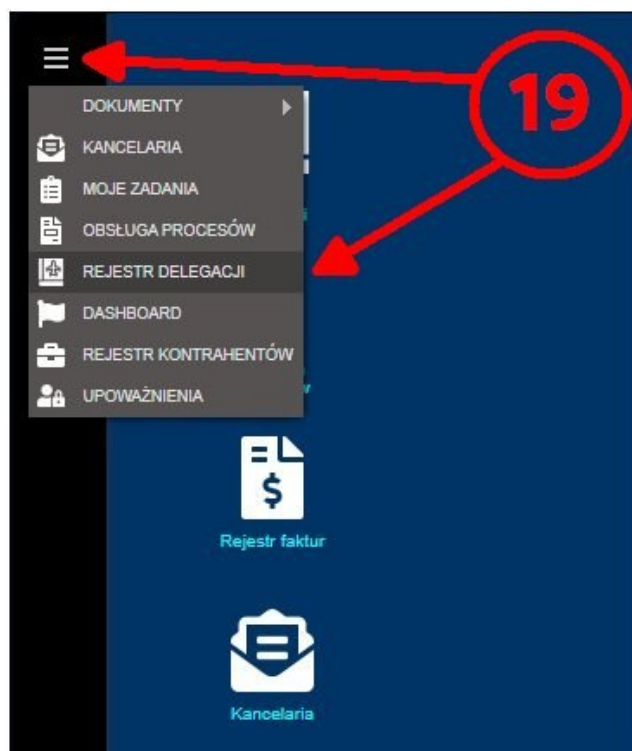 19
DOKUMENTY
KANCELARIA
MOJE ZADANIA
OBSŁUGA PROCESÓW
REJESTR DELEGACJI
DASHBOARD
REJESTR KONTRAHENTÓW
UPOWAŻNIENIA
Rejestr faktur
Kancelaria